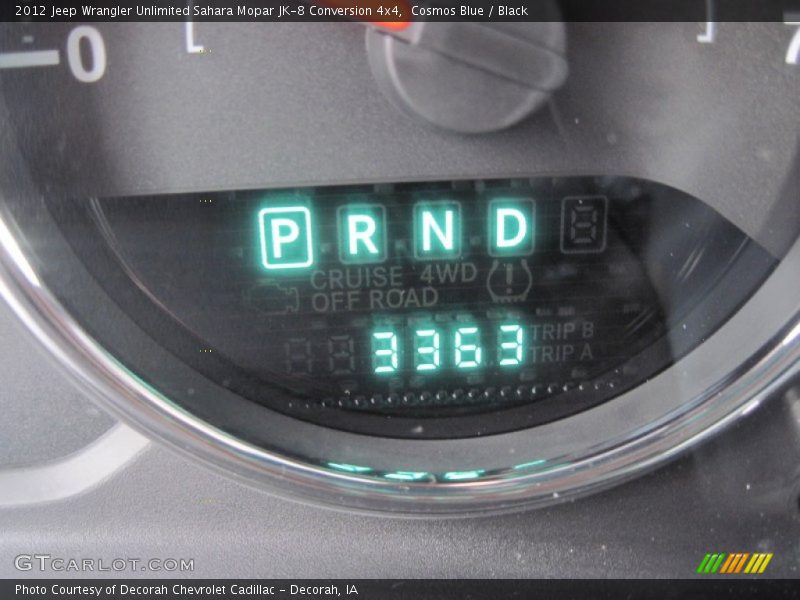 2012 Jeep Wrangler Unlimited Sahara Mopar JK-8 Conversion 4x4, Cosmos Blue / Black
0
7
P R N D
CRUISE 4WD
OFF ROAD
TRIP B
3363
TRIP A
GTCARLOT.COM
Photo Courtesy of Decorah Chevrolet Cadillac - Decorah, IA